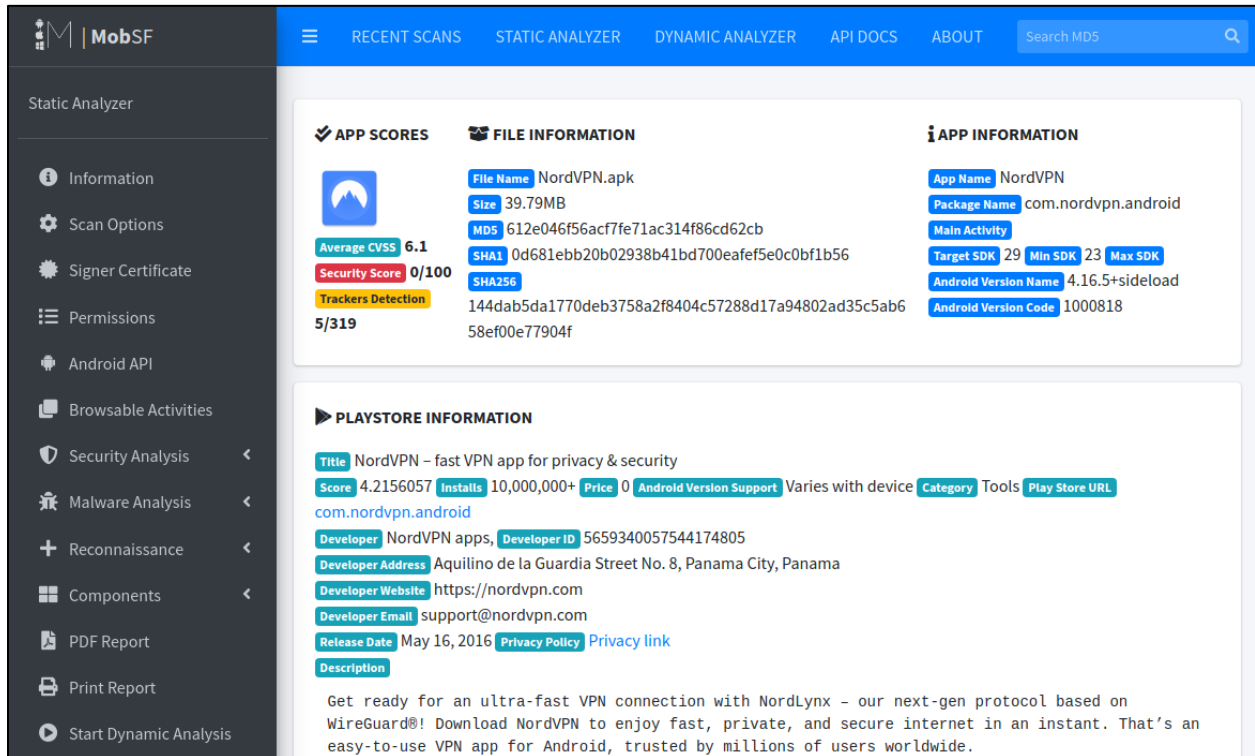 MobSF
RECENT SCANS STATIC ANALYZER DYNAMIC ANALYZER API DOCS ABOUT Search MD5
Static Analyzer
Information
Scan Options
Signer Certificate
Permissions
Android API
Browsable Activities
Security Analysis
Malware Analysis
Reconnaissance
Components
PDF Report
Print Report
Start Dynamic Analysis
APP SCORES
Average CVSS 6.1
Security Score 0/100
Trackers Detection
5/319
FILE INFORMATION
File Name NordVPN.apk
Size 39.79MB
MD5 612e046f56acf7fe71ac314f86cd62cb
SHA1 0d681ebb20b02938b41bd700eafef5e0c0bf1b56
SHA256
144dab5da1770deb3758a2f8404c57288d17a94802ad35c5ab6
58ef00e77904f
APP INFORMATION
App Name NordVPN
Package Name com.nordvpn.android
Main Activity
Target SDK 29 Min SDK 23 Max SDK
Android Version Name 4.16.5+sideload
Android Version Code 1000818
PLAYSTORE INFORMATION
Title NordVPN – fast VPN app for privacy & security
Score 4.2156057 Installs 10,000,000+ Price 0 Android Version Support Varies with device Category Tools Play Store URL
com.nordvpn.android
Developer NordVPN apps, Developer ID 5659340057544174805
Developer Address Aquilino de la Guardia Street No. 8, Panama City, Panama
Developer Website https://nordvpn.com
Developer Email support@nordvpn.com
Release Date May 16, 2016 Privacy Policy Privacy link
Description
Get ready for an ultra-fast VPN connection with NordLynx – our next-gen protocol based on
WireGuard®! Download NordVPN to enjoy fast, private, and secure internet in an instant. That’s an
easy-to-use VPN app for Android, trusted by millions of users worldwide.